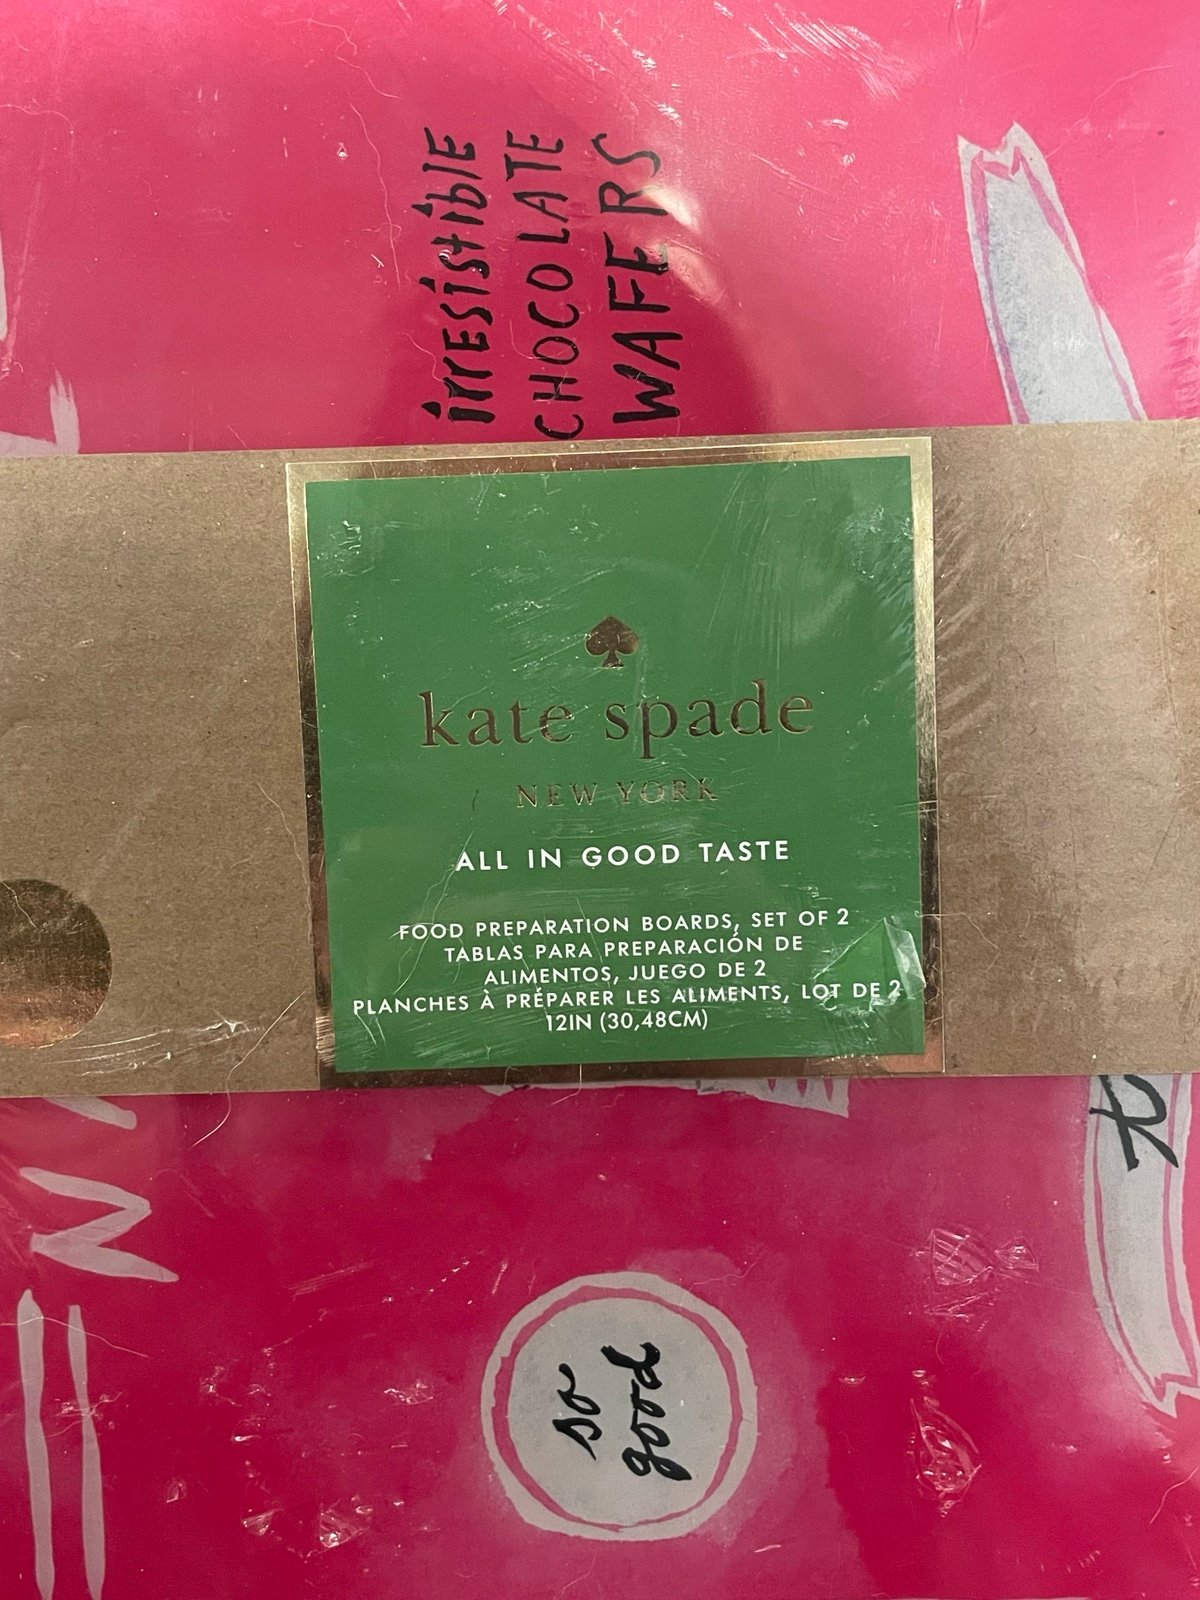 irresistible
CHOCOLATE
WAFERS
kate spade
NEW YORK
ALL IN GOOD TASTE
FOOD PREPARATION BOARDS, SET OF 2
TABLAS PARA PREPARACIÓN DE
ALIMENTOS, JUEGO DE 2
PLANCHES À PRÉPARER LES ALIMENTS, LOT DE 2
12IN (30,48CM)
so
good